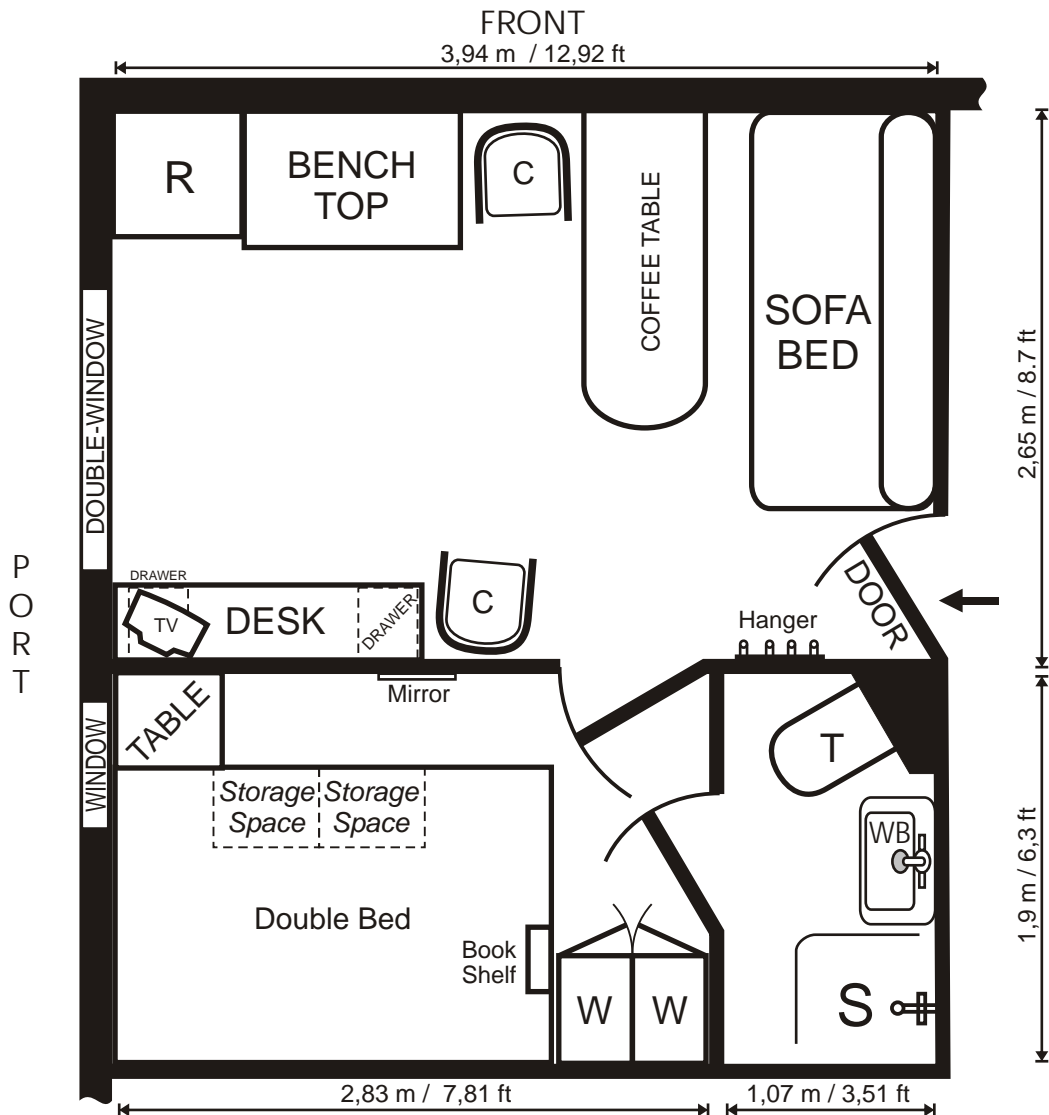 FRONT
3,94 m / 12,92 ft
R
BENCH
TOP
C
COFFEE TABLE
SOFA
BED
DOUBLE-WINDOW
2,65 m / 8.7 ft
P
O
R
T
DRAWER
TV
DESK
DRAWER
C
Hanger
DOOR
Mirror
TABLE
WINDOW
Storage
Space
Storage
Space
T
WB
1,9 m / 6,3 ft
Double Bed
Book
Shelf
W
W
S
2,83 m / 7,81 ft
1,07 m / 3,51 ft